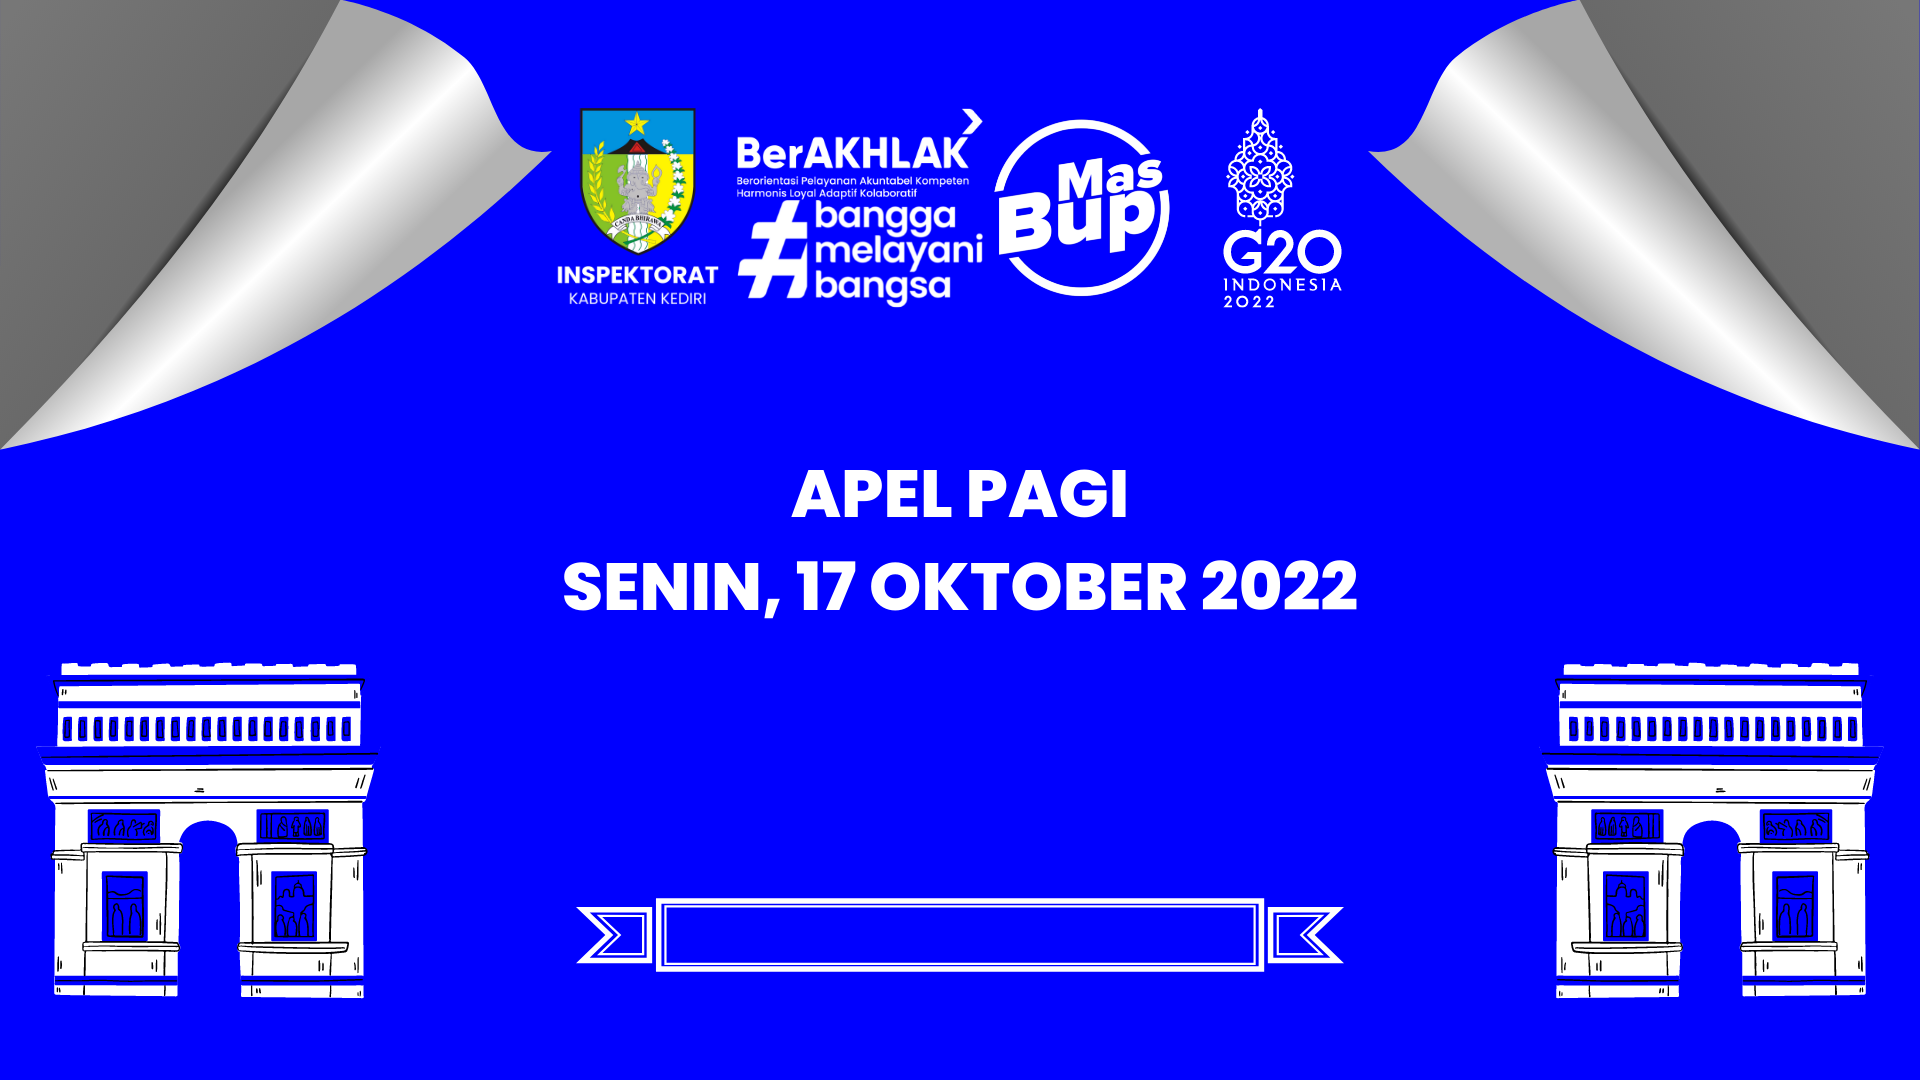 CANDA BHIRAWA
INSPEKTORAT
KABUPATEN KEDIRI
BerAKHLAK
Berorientasi Pelayanan Akuntabel Kompeten
Harmonis Loyal Adaptif Kolaboratif
#bangga
melayani
bangsa
Mas
Bup
G20
INDONESIA
2022
APEL PAGI
SENIN, 17 OKTOBER 2022